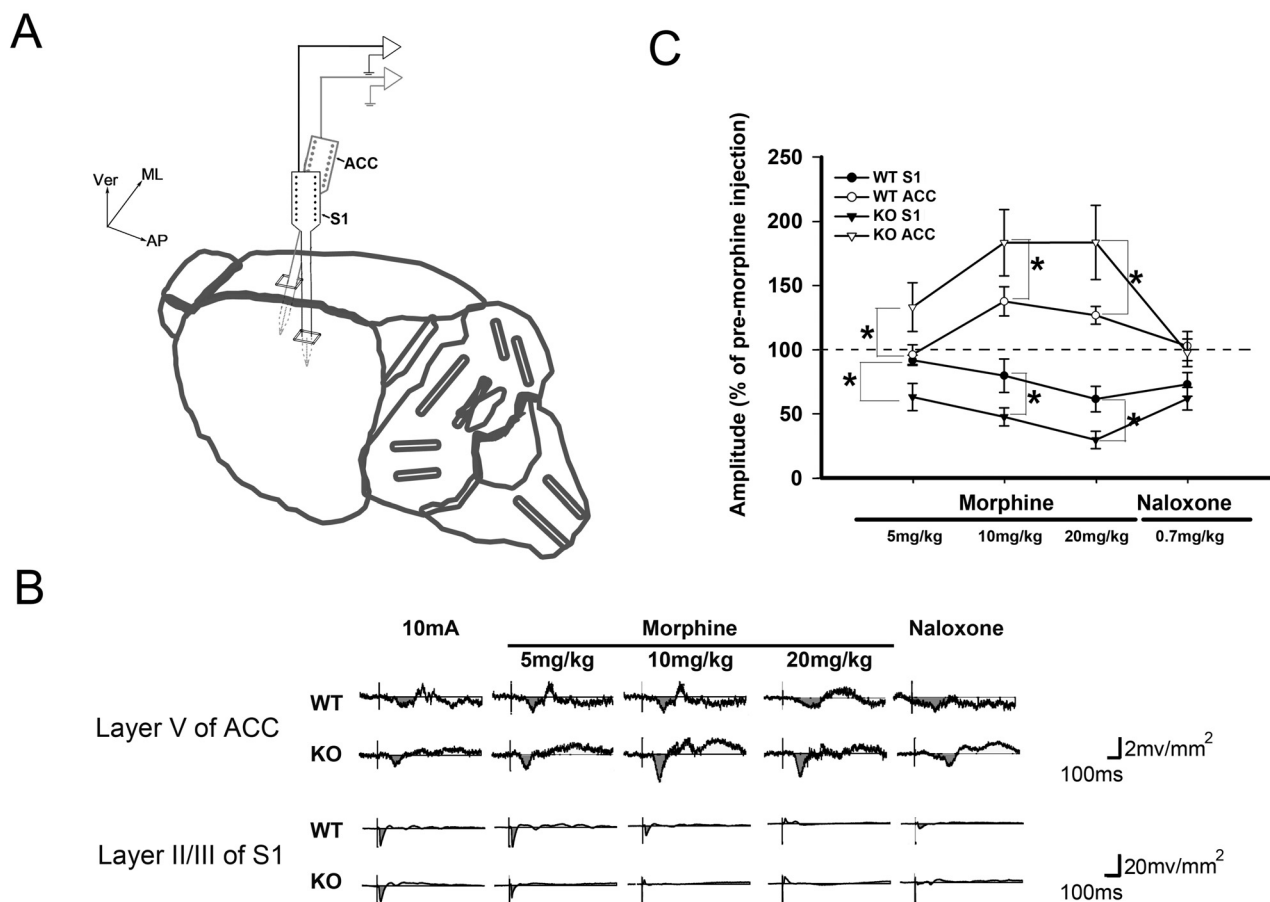 A
ACC
S1
Ver
ML
AP
C
Amplitude (% of pre-morphine injection)
250
200
150
100
50
0
WT S1
WT ACC
KO S1
KO ACC
*
*
*
*
*
*
Morphine
Naloxone
5mg/kg
10mg/kg
20mg/kg
0.7mg/kg
B
10mA
Morphine
Naloxone
5mg/kg
10mg/kg
20mg/kg
Layer V of ACC
WT
KO
2mv/mm²
100ms
Layer II/III of S1
WT
KO
20mv/mm²
100ms